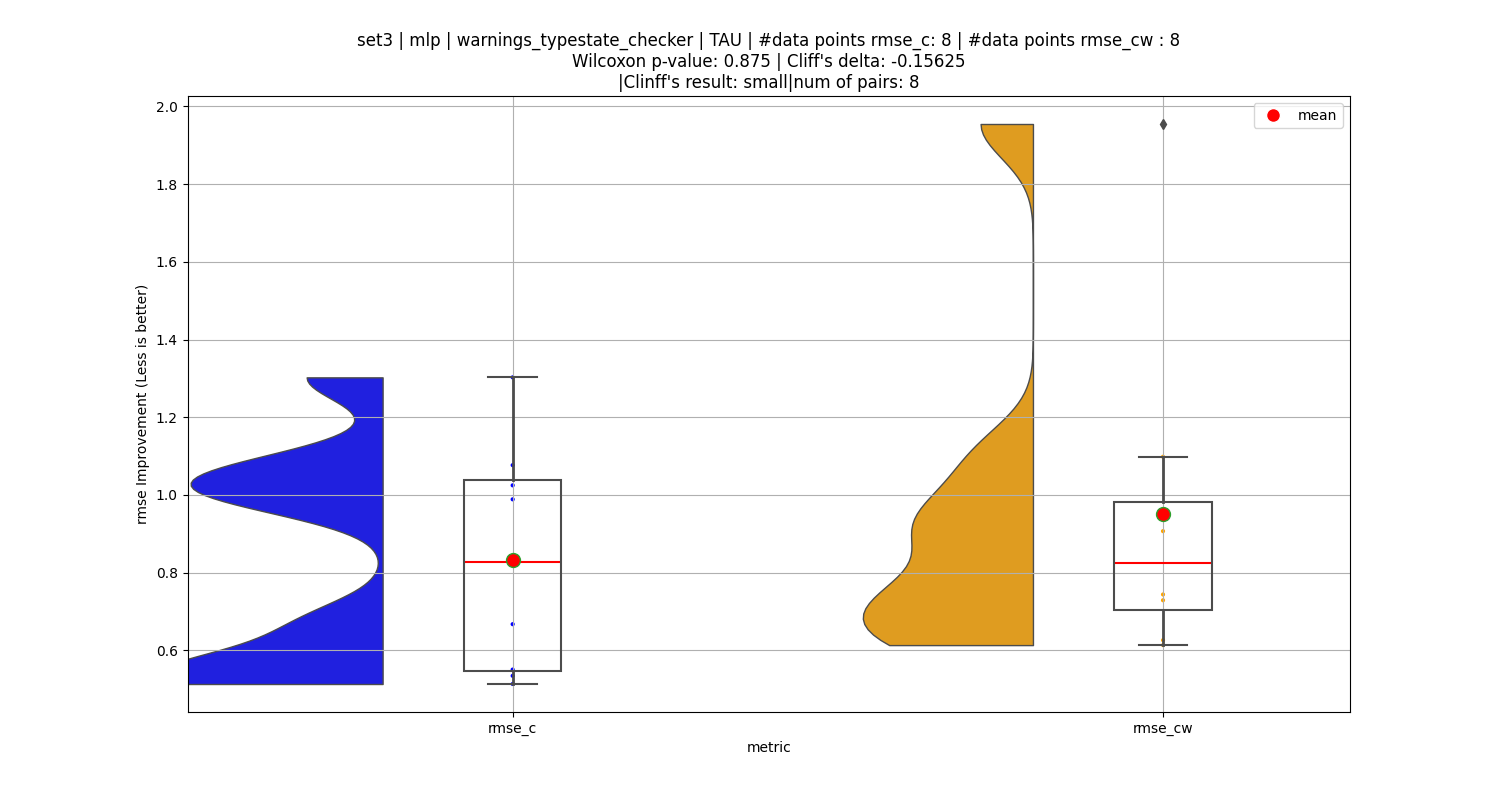 set3 | mlp | warnings_typestate_checker | TAU | #data points rmse_c: 8 | #data points rmse_cw : 8
Wilcoxon p-value: 0.875 | Cliff's delta: -0.15625
|Clinff's result: small|num of pairs: 8
mean
2.0
1.8
1.6
1.4
1.2
1.0
0.8
0.6
rmse Improvement (Less is better)
rmse_c
rmse_cw
metric